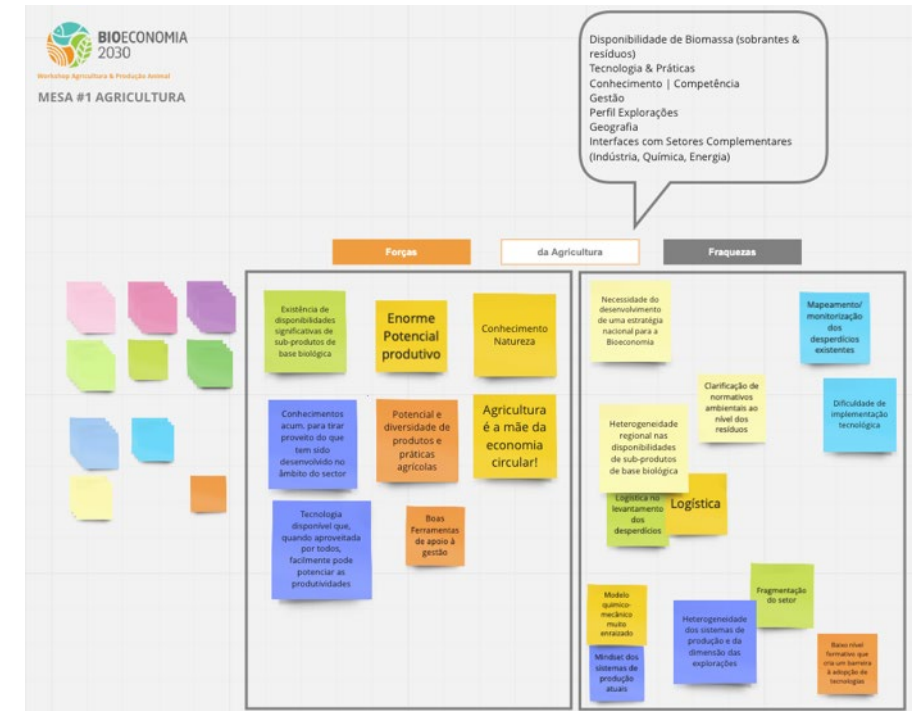 BIOECONOMIA
2030
Workshop Agricultura & Produção Animal
MESA #1 AGRICULTURA
Disponibilidade de Biomassa (sobrantes &
resíduos)
Tecnologia & Práticas
Conhecimento | Competência
Gestão
Perfil Explorações
Geografia
Interfaces com Setores Complementares
(Indústria, Química, Energia)
Forças
da Agricultura
Fraquezas
Existência de
disponibilidades
significativas de
sub-produtos de
base biológica
Enorme
Potencial
produtivo
Conhecimento
Natureza
Conhecimentos
acum. para tirar
proveito do que
tem sido
desenvolvido no
âmbito do sector
Potencial e
diversidade de
produtos e
práticas
agrícolas
Agricultura
é a mãe da
economia
circular!
Tecnologia
disponível que,
quando aproveitada
por todos,
facilmente pode
potenciar as
produtividades
Boas
Ferramentas
de apoio à
gestão
Necessidade do
desenvolvimento
de uma estratégia
nacional para a
Bioeconomia
Mapeamento/
monitorização
dos
desperdícios
existentes
Clarificação de
normativos
ambientais ao
nível dos
resíduos
Dificuldade de
implementação
tecnológica
Heterogeneidade
regional nas
disponibilidades
de sub-produtos
de base biológica
Logística no
levantamento
dos
desperdícios
Logística
Modelo
químico-
mecânico
muito
enraizado
Mindset dos
sistemas de
produção
atuais
Heterogeneidade
dos sistemas de
produção e da
dimensão das
explorações
Fragmentação
do setor
Baixo nível
formativo que
cria um barreira
à adopção de
tecnologias